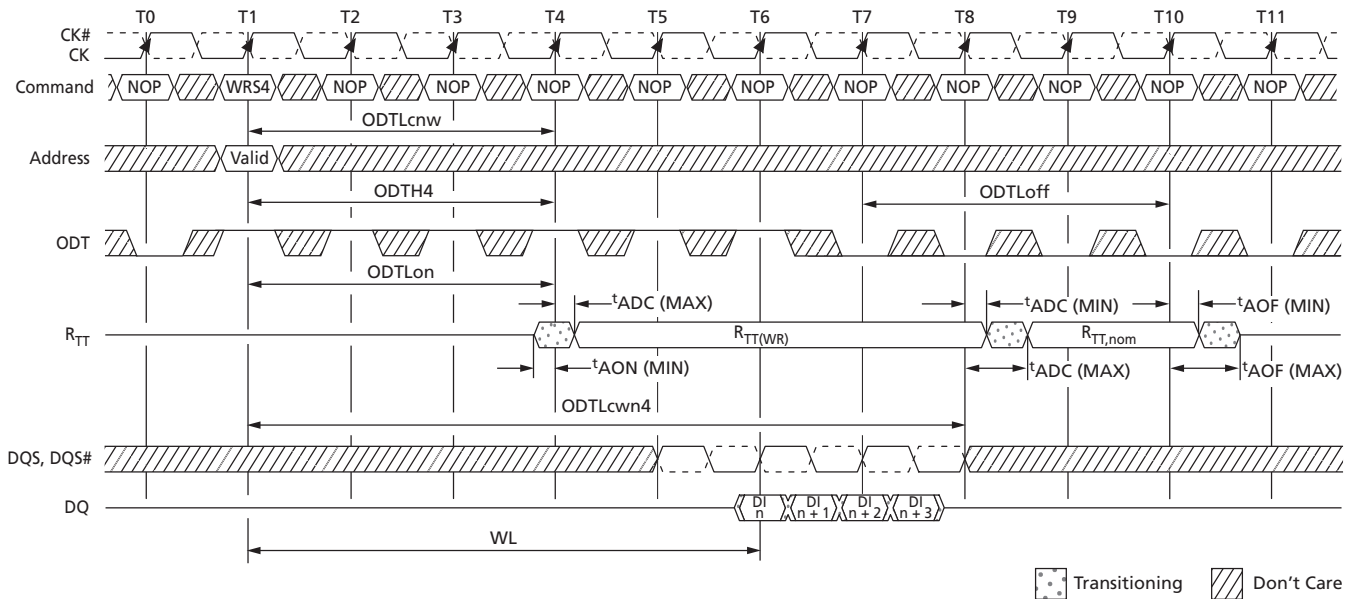 T0 T1 T2 T3 T4 T5 T6 T7 T8 T9 T10 T11
CK#
CK
Command NOP WRS4 NOP NOP NOP NOP NOP NOP NOP NOP NOP NOP
ODTLcnw
Address Valid
ODTH4 ODTLoff
ODT
ODTLon
tADC (MAX) tADC (MIN) tAOF (MIN)
RTT RTT(WR) RTT,nom
tAON (MIN) tADC (MAX) tAOF (MAX)
ODTLcwn4
DQS, DQS#
DQ DI n DI n + 1 DI n + 2 DI n + 3
WL
Transitioning Don't Care